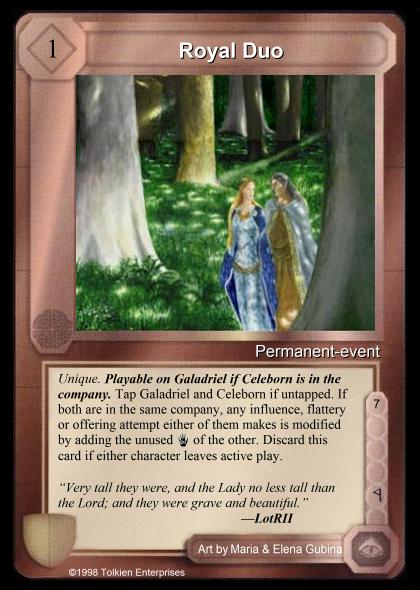 1
Royal Duo
Permanent-event
Unique. Playable on Galadriel if Celeborn is in the
company. Tap Galadriel and Celeborn if untapped. If
both are in the same company, any influence, flattery
or offering attempt either of them makes is modified
by adding the unused of the other. Discard this
card if either character leaves active play.
“Very tall they were, and the Lady no less tall than
the Lord; and they were grave and beautiful.”
—LotRII
7
Art by Maria & Elena Gubina
©1998 Tolkien Enterprises